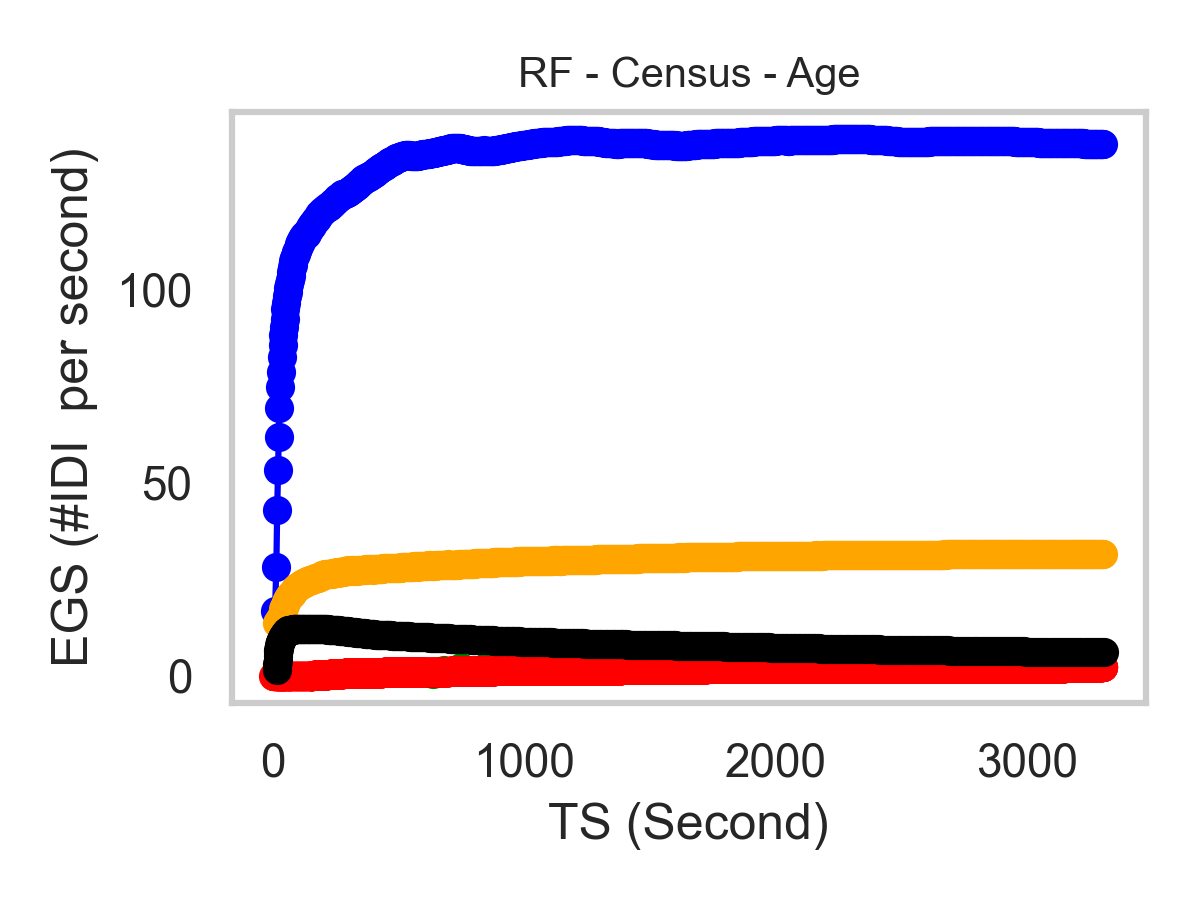 RF - Census - Age
EGS (#IDI  per second)
100
50
0
0 1000 2000 3000
TS (Second)